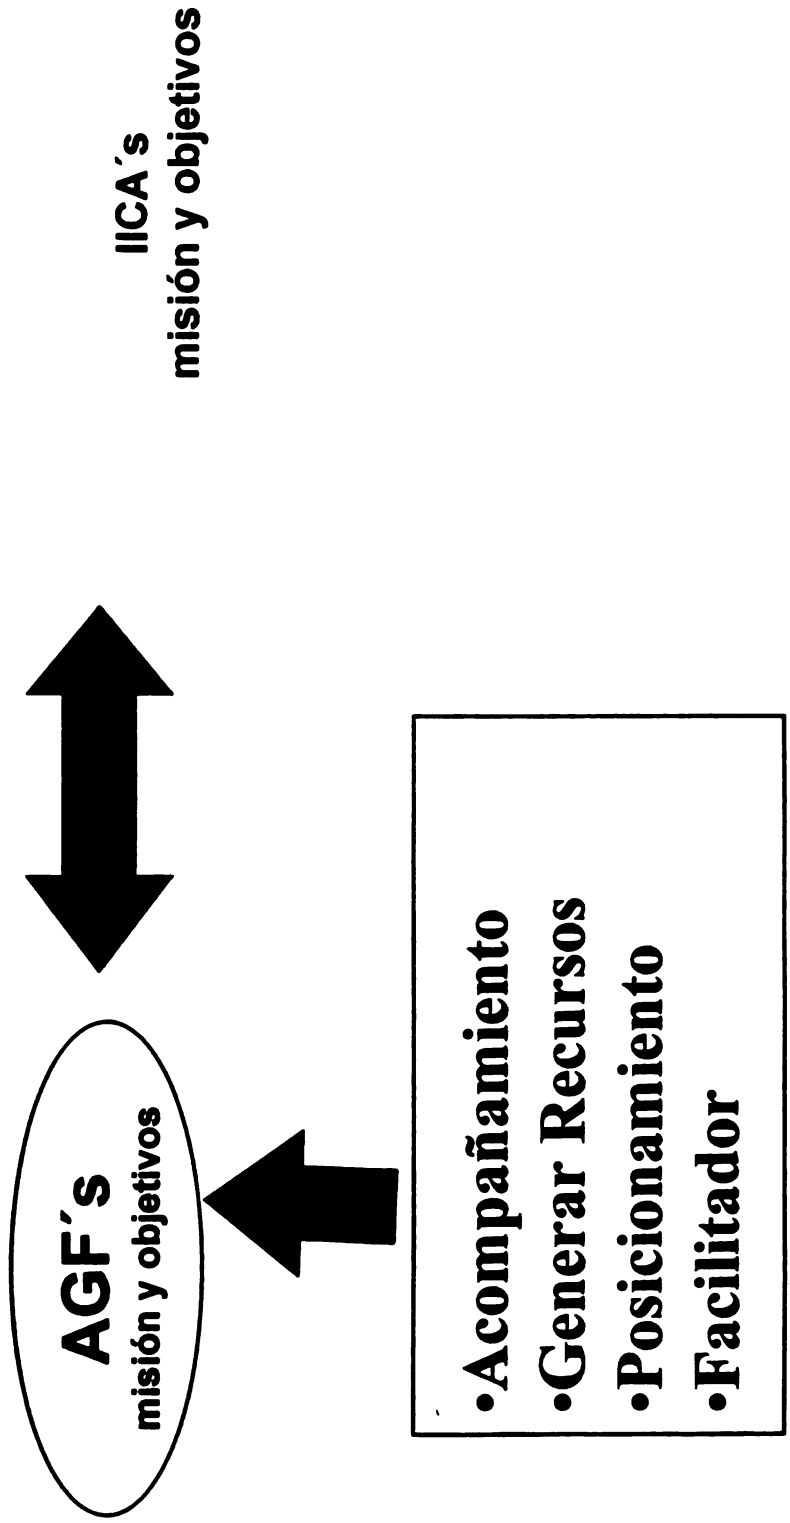 AGF´s
misión y objetivos
IICA´s
misión y objetivos
•Acompañamiento
•Generar Recursos
•Posicionamiento
•Facilitador